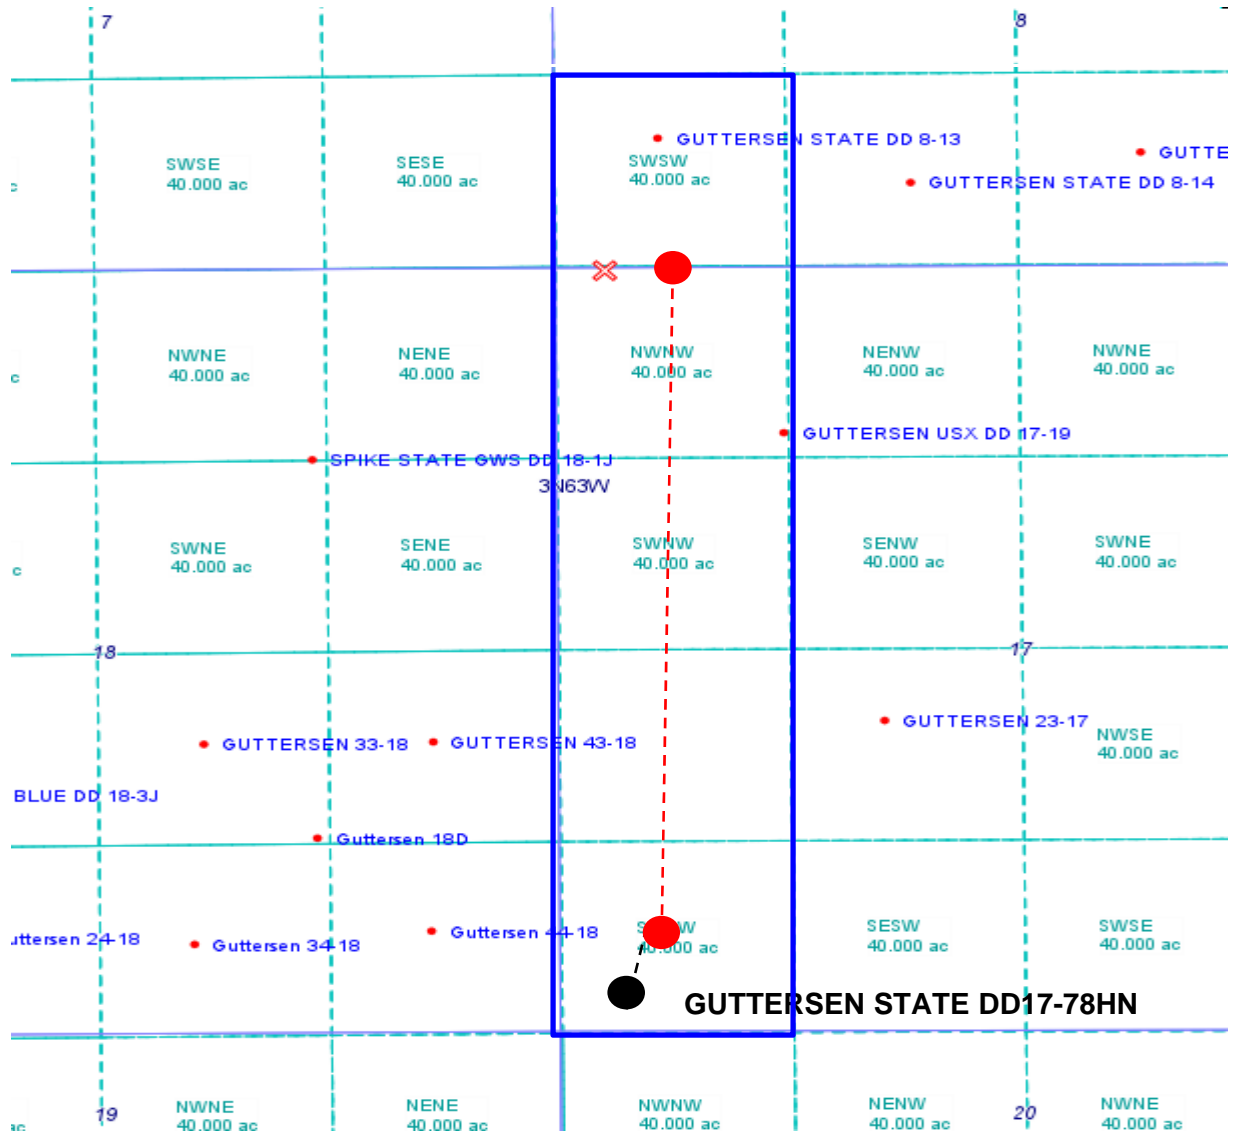 7
8
GUTTERSEN STATE DD 8-13
GUTTE
SWSE
40.000 ac
SESE
40.000 ac
SWSW
40.000 ac
GUTTERSEN STATE DD 8-14
c
NWNE
40.000 ac
NENE
40.000 ac
NWNW
40.000 ac
NENW
40.000 ac
NWNE
40.000 ac
c
GUTTERSEN USX DD 17-19
SPIKE STATE GWS DD 18-1J
3N63W
SWNE
40.000 ac
SENE
40.000 ac
SWNW
40.000 ac
SENW
40.000 ac
SWNE
40.000 ac
c
18
17
GUTTERSEN 33-18
GUTTERSEN 43-18
GUTTERSEN 23-17
NWSE
40.000 ac
BLUE DD 18-3J
Guttersen 18D
uttersen 24-18
Guttersen 34-18
Guttersen 44-18
40.000 ac
SESW
40.000 ac
SWSE
40.000 ac
GUTTERSEN STATE DD17-78HN
19
NWNE
40.000 ac
NENE
40.000 ac
NWNW
40.000 ac
NENW
40.000 ac
20
NWNE
40.000 ac
ac